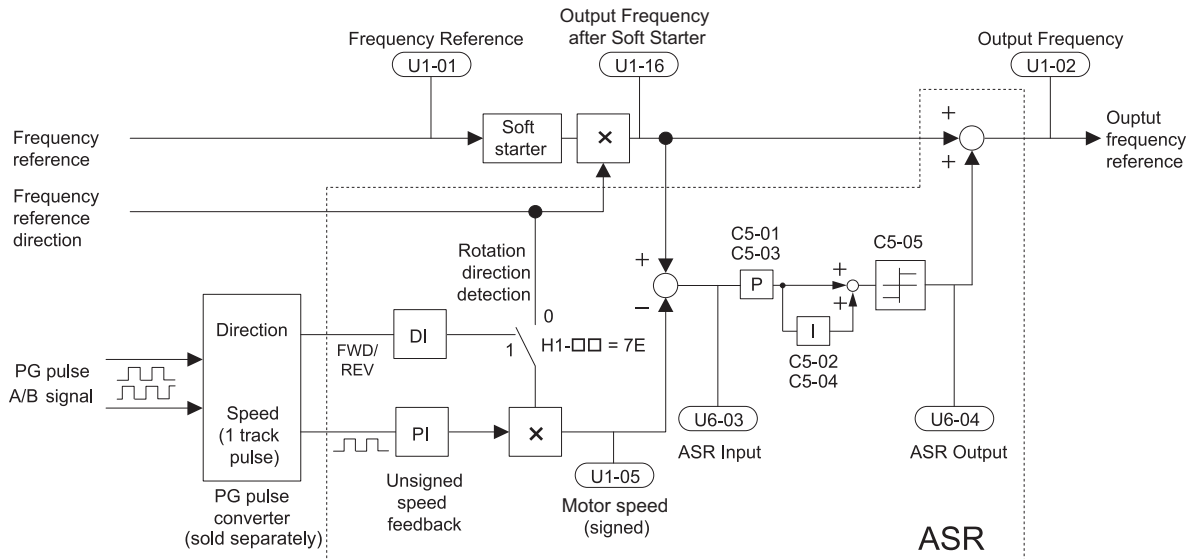 Frequency Reference
U1-01
Output Frequency
after Soft Starter
U1-16
Output Frequency
U1-02
Frequency
reference
Soft
starter
×
+
+
Ouptut
frequency
reference
Frequency
reference
direction
Rotation
direction
detection
+
−
C5-01
C5-03
P
+
+
I
C5-02
C5-04
C5-05
0
1
H1-□□ = 7E
PG pulse
A/B signal
Direction
Speed
(1 track
pulse)
FWD/
REV
DI
PI
×
U6-03
ASR Input
U6-04
ASR Output
U1-05
Motor speed
(signed)
Unsigned
speed
feedback
PG pulse
converter
(sold separately)
ASR